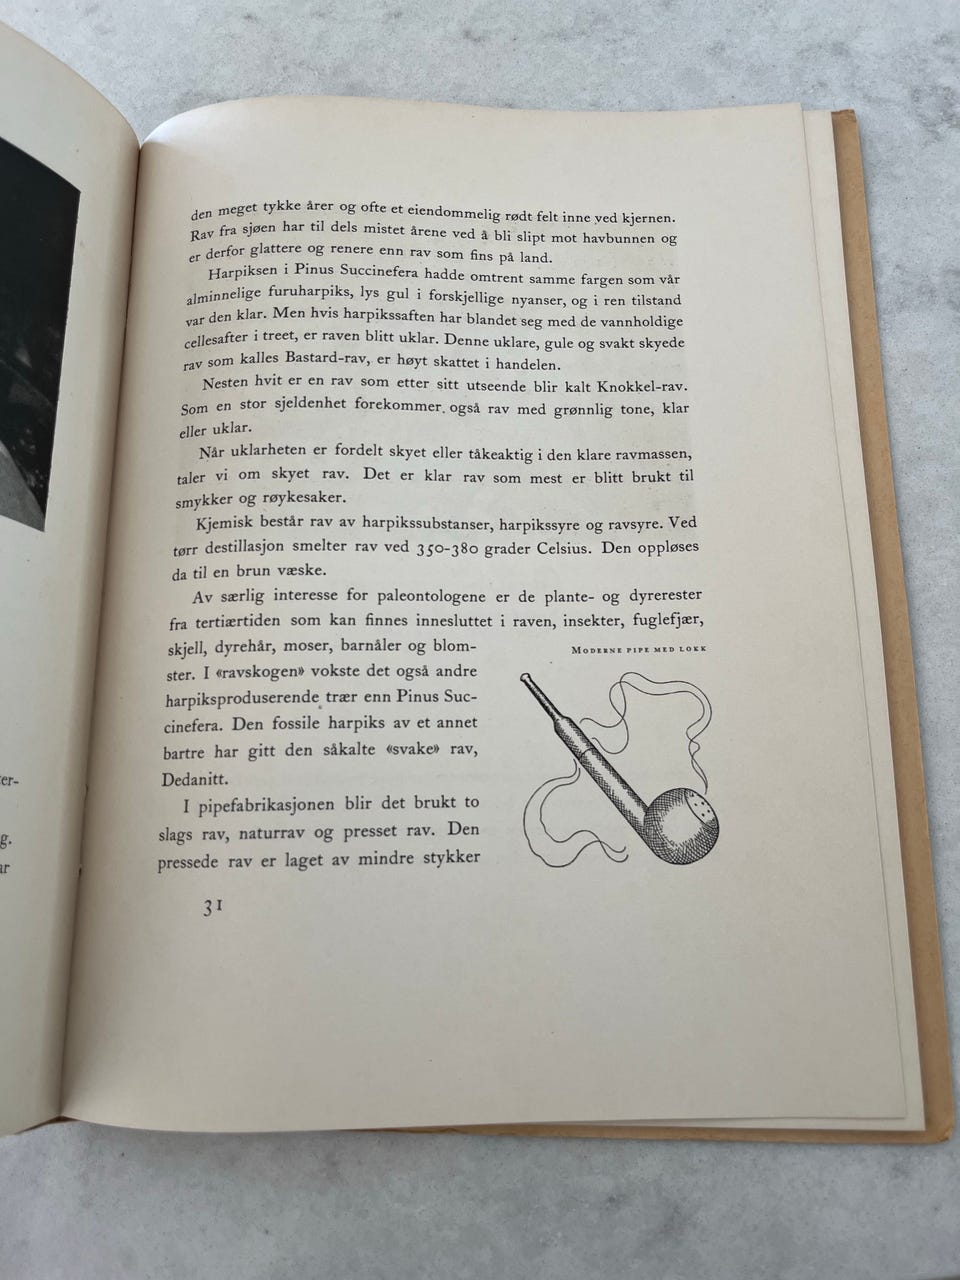 den meget tykke årer og ofte et eiendommelig rødt felt inne ved kjernen.
Rav fra sjøen har til dels mistet årene ved å bli slipt mot havbunnen og
er derfor glattere og renere enn rav som fins på land.
Harpiksen i Pinus Succinefera hadde omtrent samme fargen som vår
alminnelige furuharpiks, lys gul i forskjellige nyanser, og i ren tilstand
var den klar. Men hvis harpikssaften har blandet seg med de vannholdige
cellesafter i treet, er raven blitt uklar. Denne uklare, gule og svakt skyede
rav som kalles Bastard-rav, er høyt skattet i handelen.
Nesten hvit er en rav som etter sitt utseende blir kalt Knokkel-rav.
Som en stor sjeldenhet forekommer også rav med grønnlig tone, klar
eller uklar.
Når uklarheten er fordelt skyet eller tåkeaktig i den klare ravmassen,
taler vi om skyet rav. Det er klar rav som mest er blitt brukt til
smykker og røykesaker.
Kjemisk består rav av harpikssubstanser, harpikssyre og ravsyre. Ved
tørr destillasjon smelter rav ved 350-380 grader Celsius. Den oppløses
da til en brun væske.
Av særlig interesse for paleontologene er de plante- og dyrerester
fra tertiærtiden som kan finnes innesluttet i raven, insekter, fuglefjær,
skjell, dyrehår, moser, barnåler og blom-
ster. I «ravskogen» vokste det også andre
harpiksproduserende trær enn Pinus Suc-
cinefera. Den fossile harpiks av et annet
bartre har gitt den såkalte «svake» rav,
Dedanitt.
I pipefabrikasjonen blir det brukt to
slags rav, naturrav og presset rav. Den
pressede rav er laget av mindre stykker
MODERNE PIPE MED LOKK
31